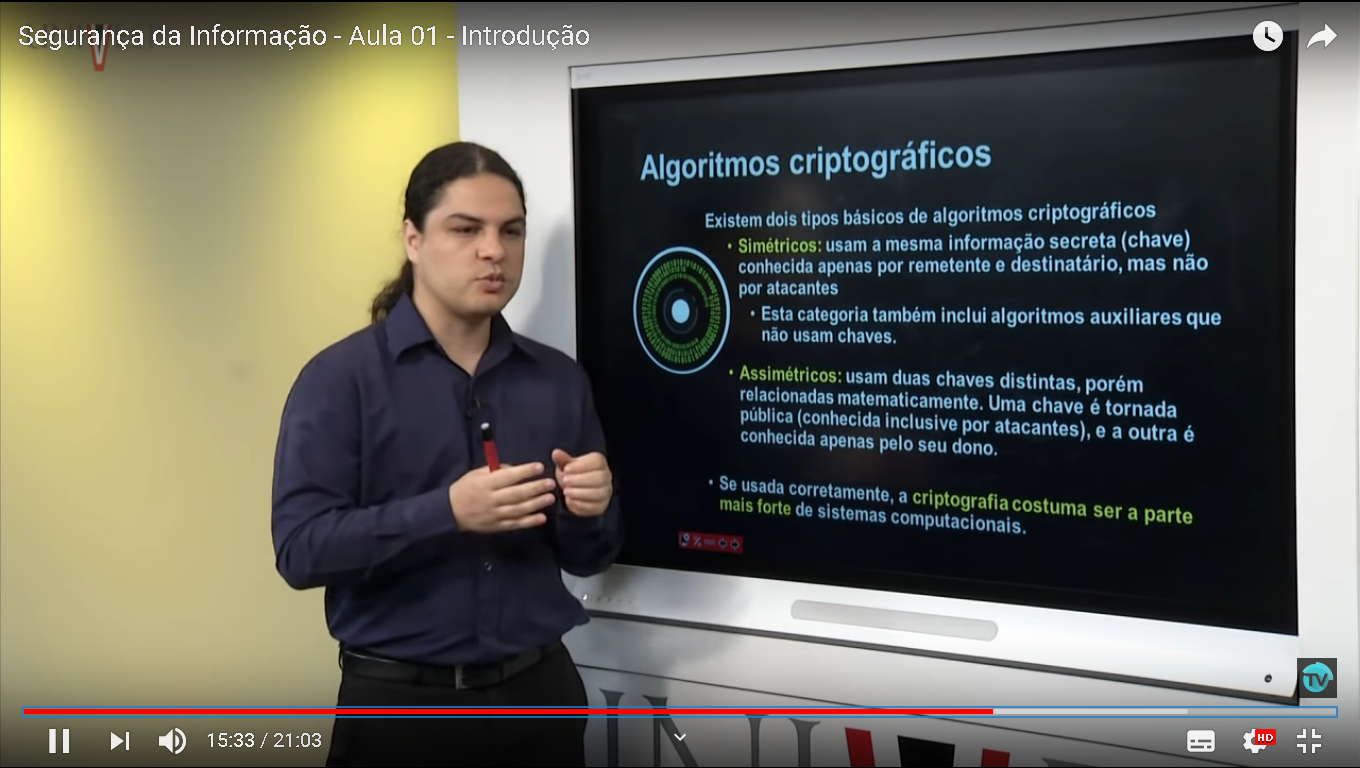 Segurança da Informação - Aula 01 - Introdução
Algoritmos criptográficos
Existem dois tipos básicos de algoritmos criptográficos
• Simétricos: usam a mesma informação secreta (chave)
conhecida apenas por remetente e destinatário, mas não
por atacantes
• Esta categoria também inclui algoritmos auxiliares que
não usam chaves.
• Assimétricos: usam duas chaves distintas, porém
relacionadas matematicamente. Uma chave é tornada
pública (conhecida inclusive por atacantes), e a outra é
conhecida apenas pelo seu dono.
• Se usada corretamente, a criptografia costuma ser a parte
mais forte de sistemas computacionais.
TV
15:33 / 21:03
HD